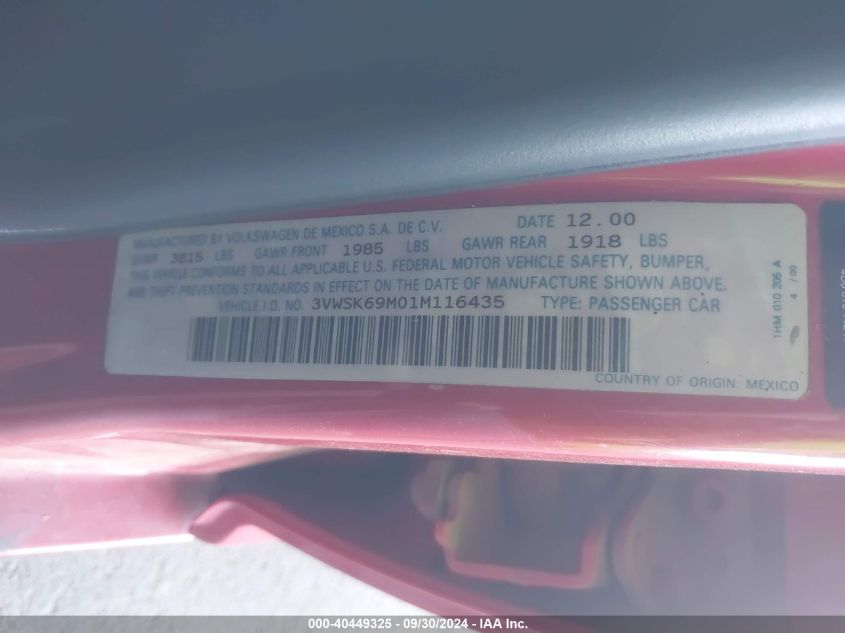 MANUFACTURED BY VOLKSWAGEN DE MEXICO S.A. DE C.V. DATE 12.00
GVWR 3815 LBS GAWR FRONT 1985 LBS GAWR REAR 1918 LBS
THIS VEHICLE CONFORMS TO ALL APPLICABLE U.S. FEDERAL MOTOR VEHICLE SAFETY, BUMPER,
AND THEFT PREVENTION STANDARDS IN EFFECT ON THE DATE OF MANUFACTURE SHOWN ABOVE.
VEHICLE I.D. NO. 3VWSK69M01M116435 TYPE: PASSENGER CAR
COUNTRY OF ORIGIN: MEXICO
1HM 010 205 A
4 / 00
000-40449325 - 09/30/2024 - IAA Inc.